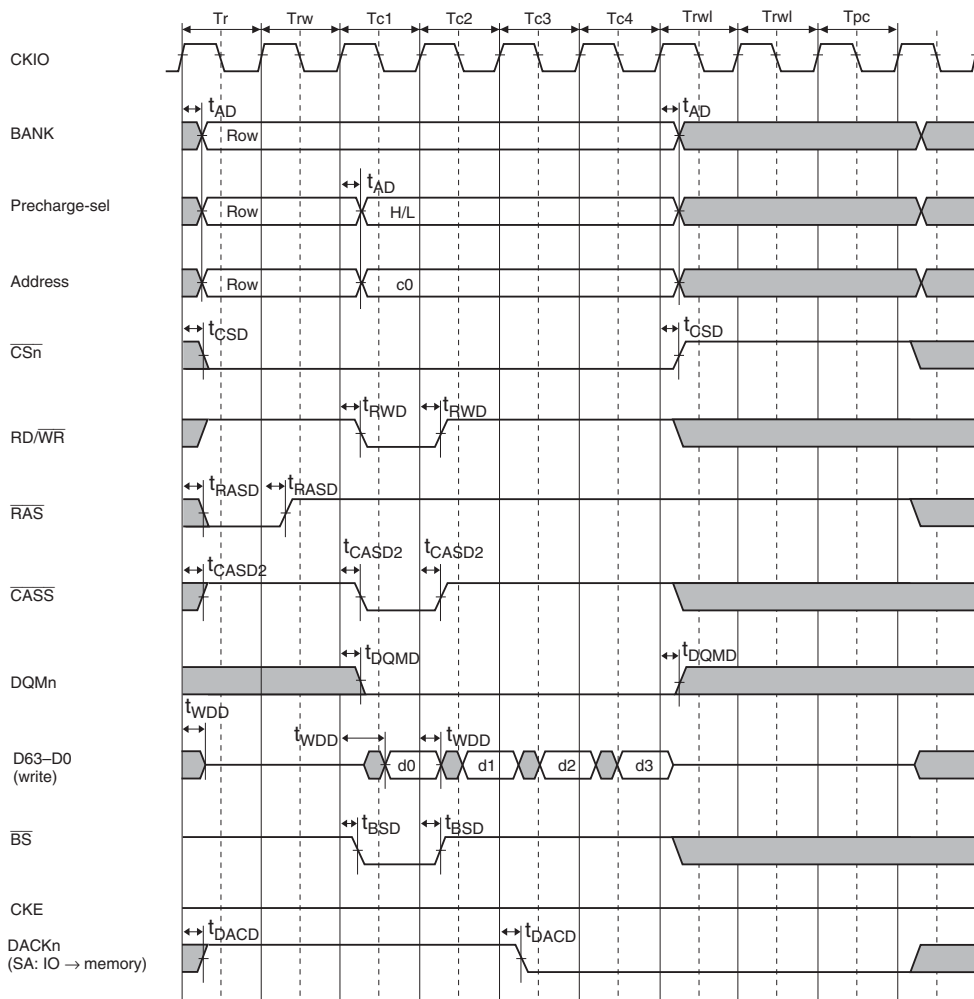 Tr Trw Tc1 Tc2 Tc3 Tc4 Trwl Trwl Tpc
CKIO
tAD tAD
BANK Row
tAD
Precharge-sel Row H/L
Address Row c0
tCSD tCSD
CSn
tRWD tRWD
RD/WR
tRASD tRASD
RAS
tCASD2 tCASD2 tCASD2
CASS
tDQMD tDQMD
DQMn
tWDD tWDD tWDD
D63–D0 d0 d1 d2 d3
(write)
tBSD tBSD
BS
CKE
tDACD tDACD
DACKn
(SA: IO → memory)